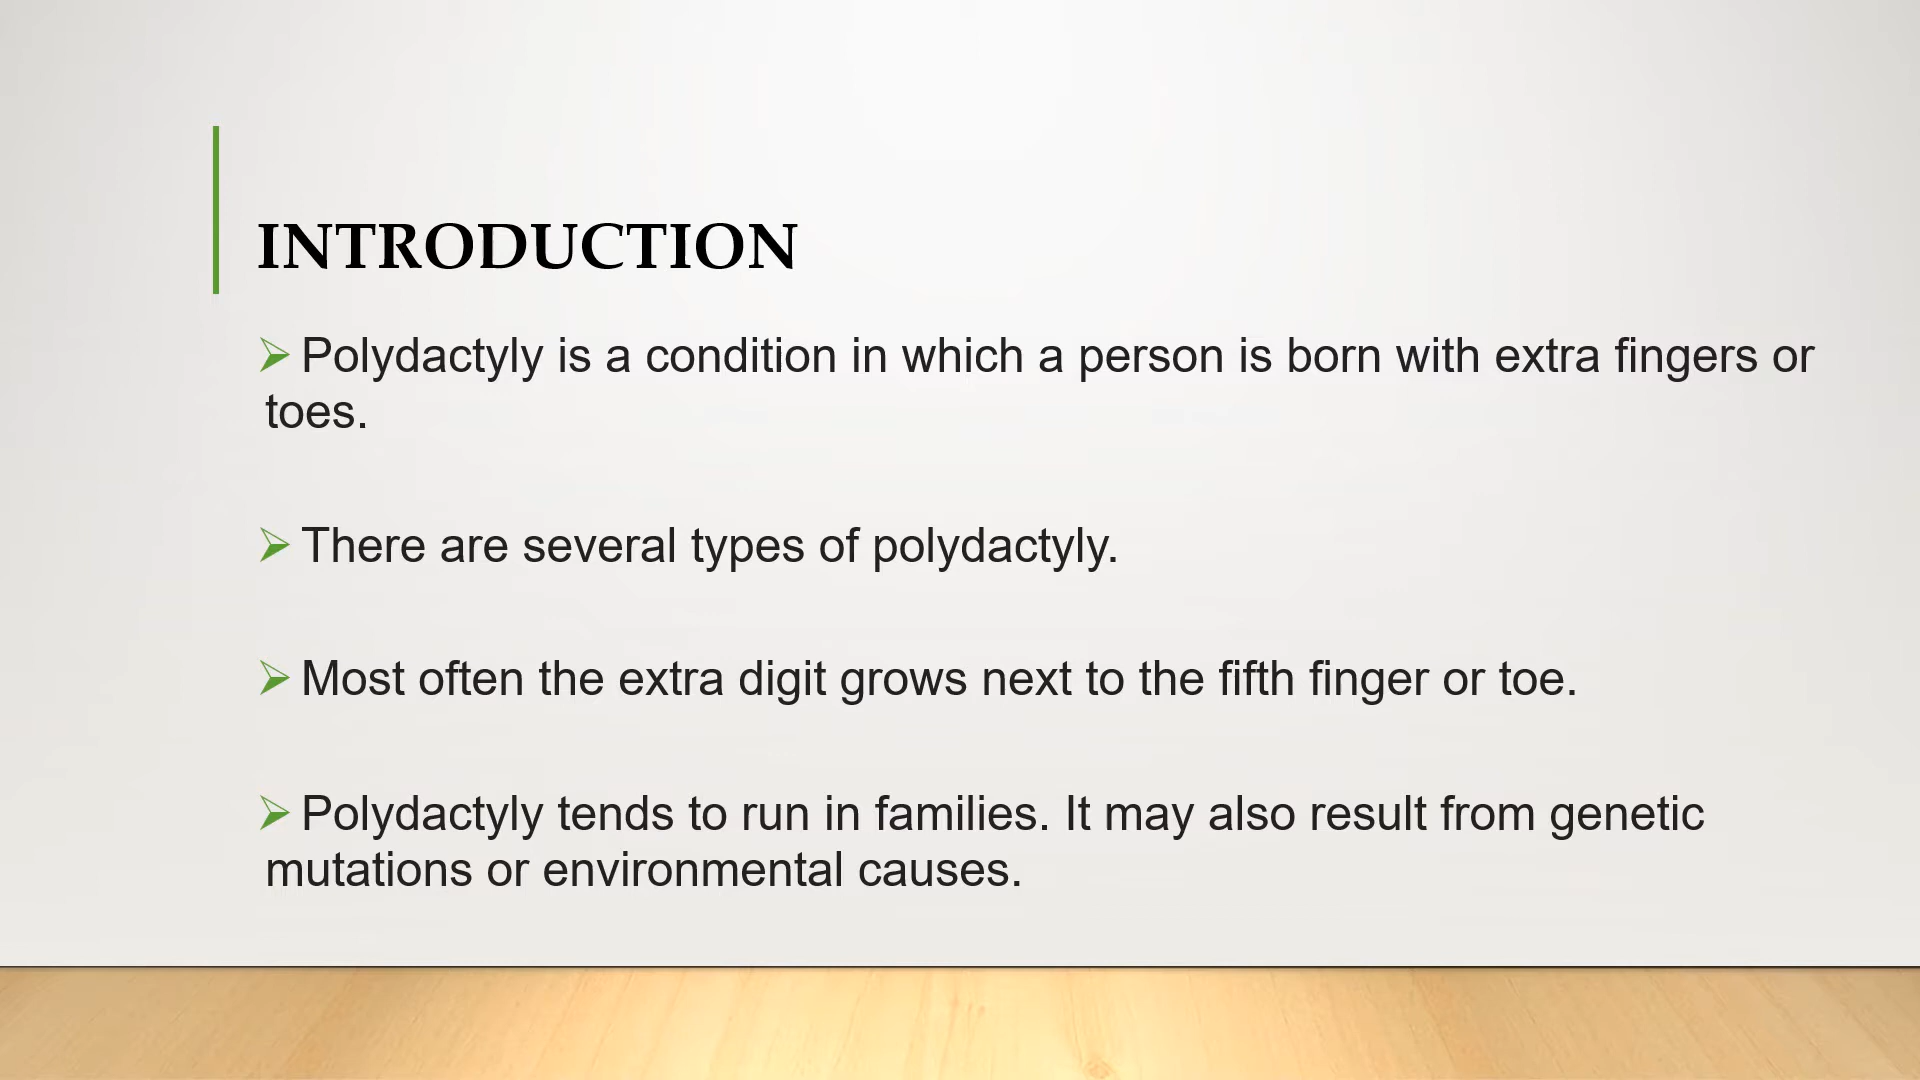 INTRODUCTION
Polydactyly is a condition in which a person is born with extra fingers or
toes.
There are several types of polydactyly.
Most often the extra digit grows next to the fifth finger or toe.
Polydactyly tends to run in families. It may also result from genetic
mutations or environmental causes.